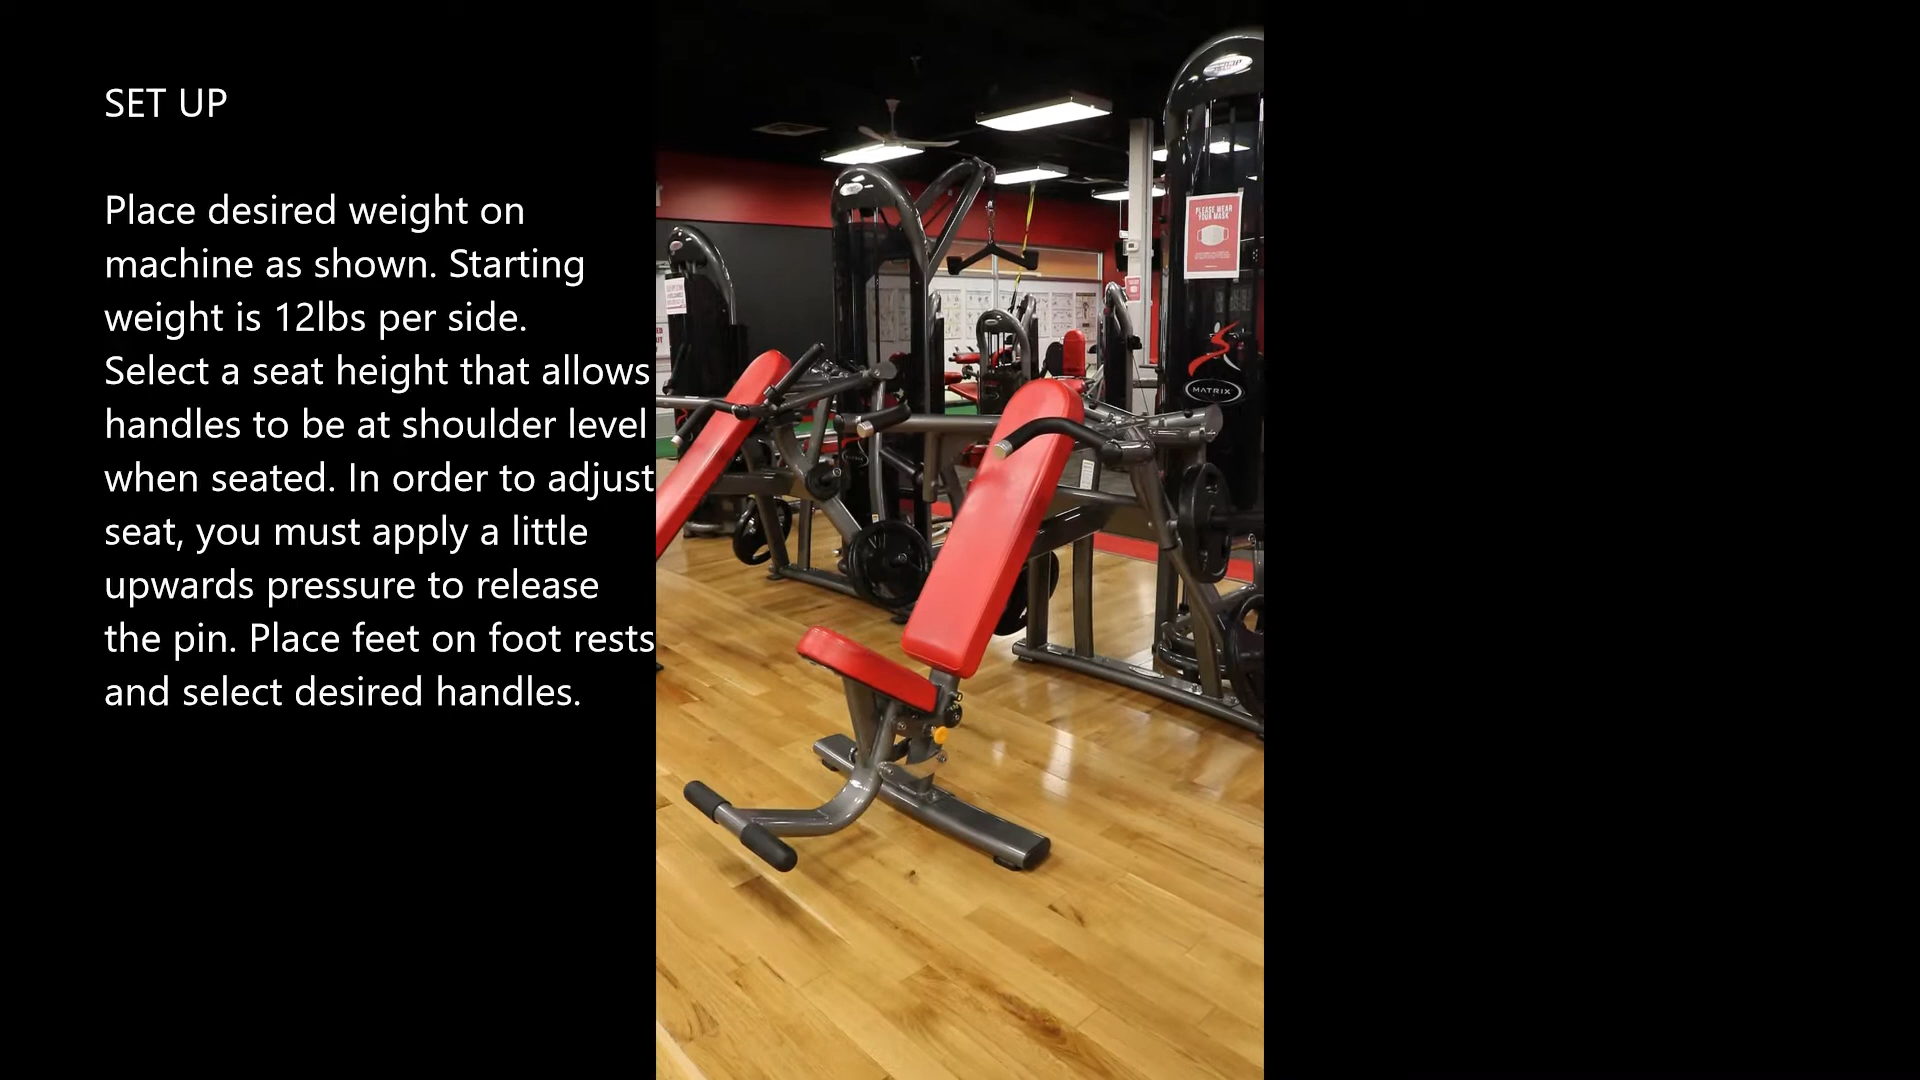 SET UP
Place desired weight on
machine as shown. Starting
weight is 12lbs per side.
Select a seat height that allows
handles to be at shoulder level
when seated. In order to adjust
seat, you must apply a little
upwards pressure to release
the pin. Place feet on foot rests
and select desired handles.
PLEASE WEAR
YOUR MASK
MATRIX